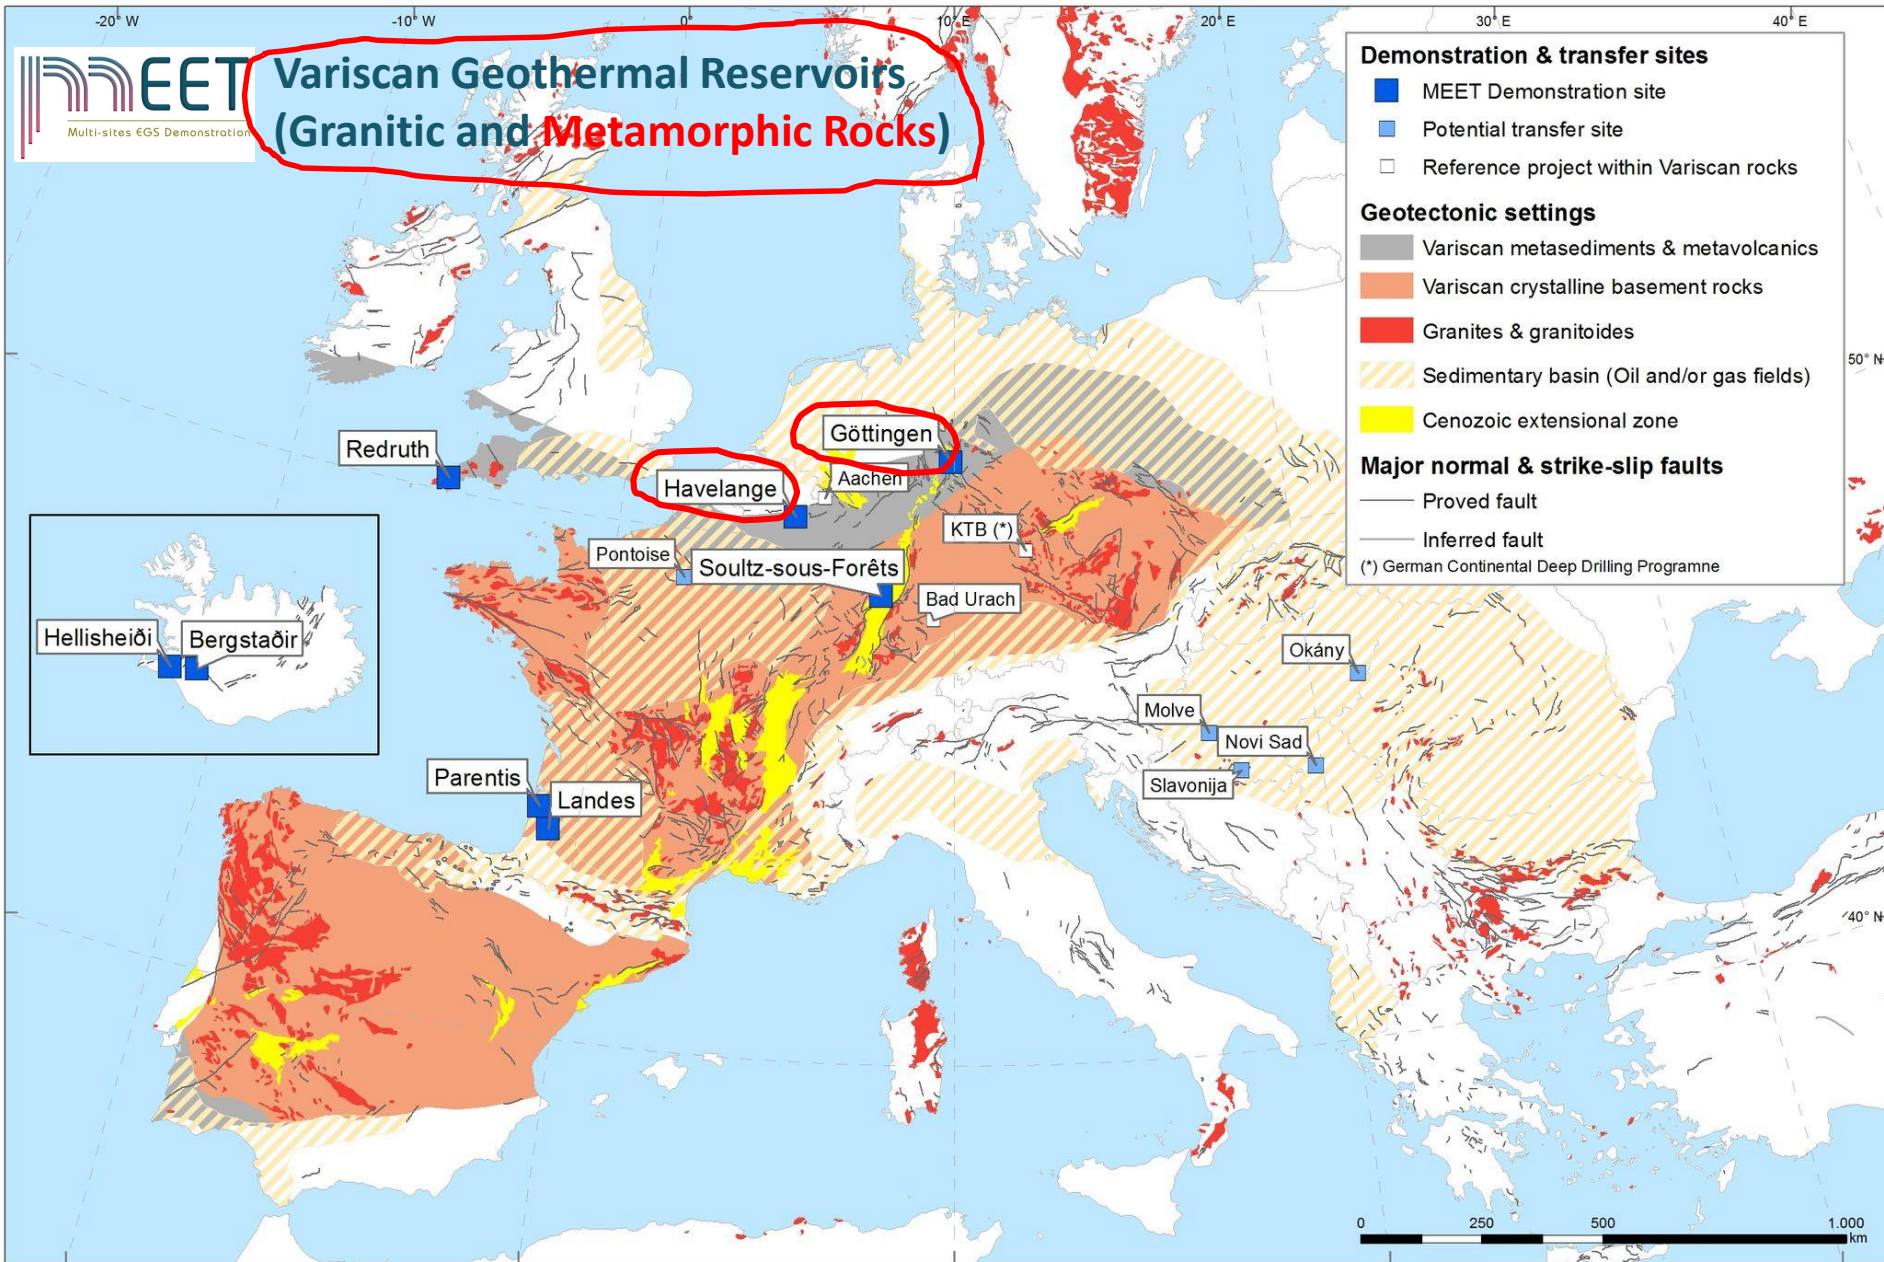 -20° W
-10° W
0°
10° E
20° E
30° E
40° E
MEET
Multi-sites EGS Demonstration
Variscan Geothermal Reservoirs
(Granitic and Metamorphic Rocks)
Demonstration & transfer sites
MEET Demonstration site
Potential transfer site
Reference project within Variscan rocks
Geotectonic settings
Variscan metasediments & metavolcanics
Variscan crystalline basement rocks
Granites & granitoides
Sedimentary basin (Oil and/or gas fields)
Cenozoic extensional zone
Major normal & strike-slip faults
Proved fault
Inferred fault
(*) German Continental Deep Drilling Programne
50° N
Göttingen
Redruth
Aachen
Havelange
KTB (*)
Pontoise
Soultz-sous-Forêts
Bad Urach
Hellisheiði
Bergstaðir
Okány
Molve
Novi Sad
Slavonija
Parentis
Landes
40° N
0
250
500
1.000
km